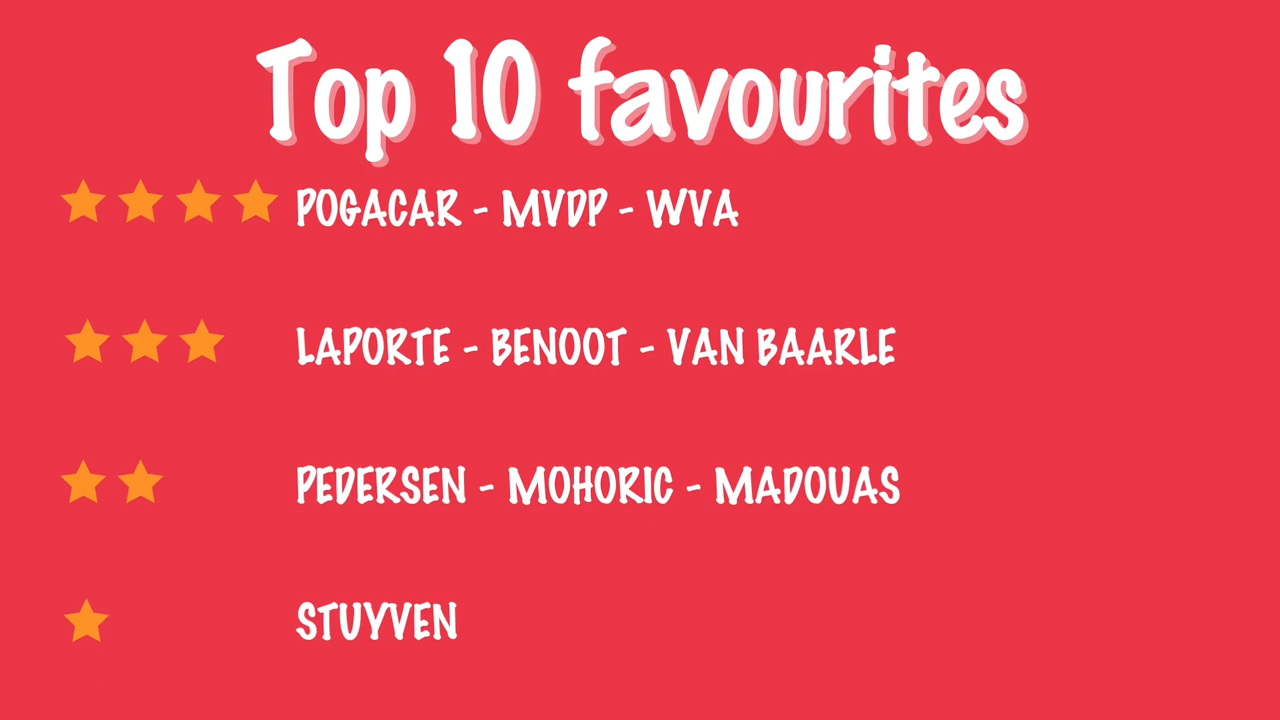 Top 10 favourites
POGACAR - MVDP - WVA
LAPORTE - BENOOT - VAN BAARLE
PEDERSEN - MOHORIC - MADOUAS
STUYVEN